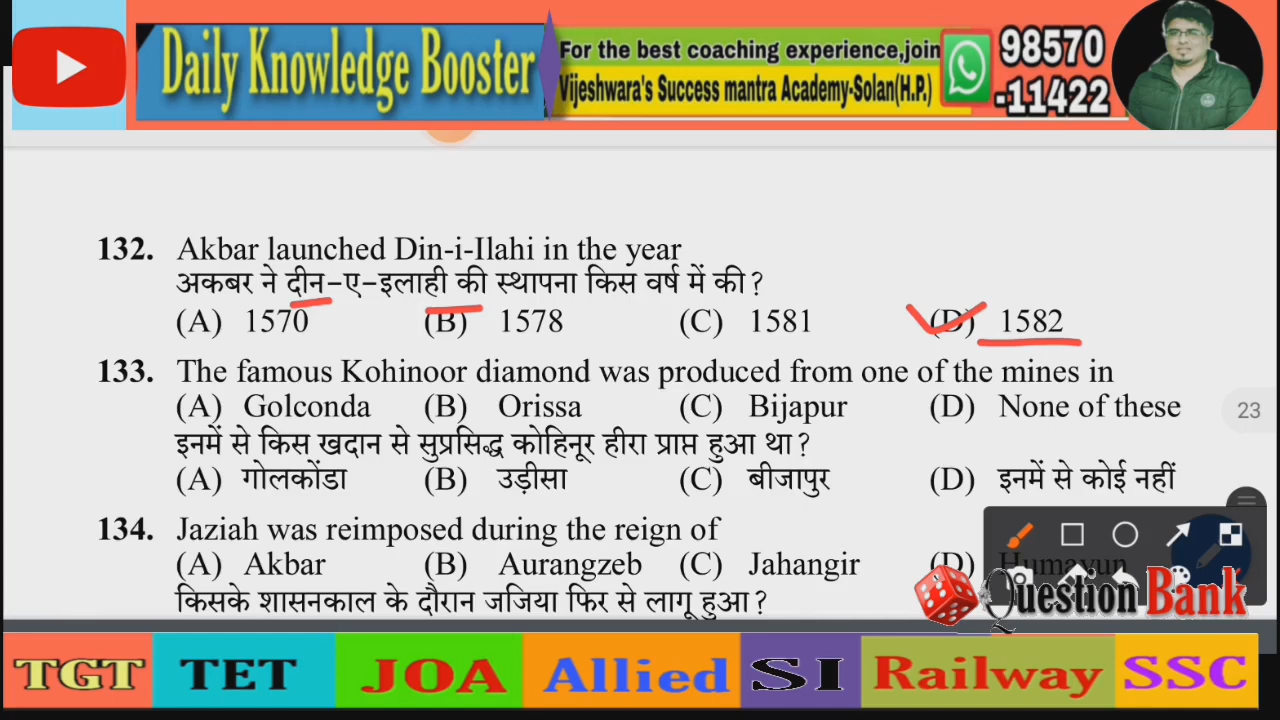 Daily Knowledge Booster
For the best coaching experience,join
Vijeshwara's Success mantra Academy-Solan(H.P.)
98570
-11422
132. Akbar launched Din-i-Ilahi in the year
अकबर ने दीन-ए-इलाही की स्थापना किस वर्ष में की?
(A) 1570 (B) 1578 (C) 1581 (D) 1582
133. The famous Kohinoor diamond was produced from one of the mines in
(A) Golconda (B) Orissa (C) Bijapur (D) None of these
23
इनमें से किस खदान से सुप्रसिद्ध कोहिनूर हीरा प्राप्त हुआ था?
(A) गोलकोंडा (B) उड़ीसा (C) बीजापुर (D) इनमें से कोई नहीं
134. Jaziah was reimposed during the reign of
(A) Akbar (B) Aurangzeb (C) Jahangir (D) Humayun
किसके शासनकाल के दौरान जजिया फिर से लागू हुआ?
Question Bank
TGT TET JOA Allied SI Railway SSC